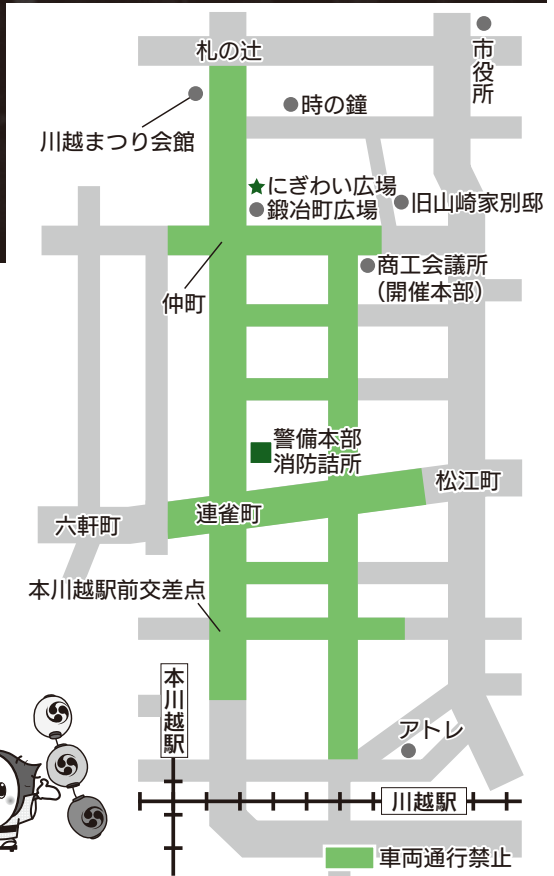 札の辻
市役所
時の鐘
川越まつり会館
★にぎわい広場
鍛冶町広場
旧山崎家別邸
商工会議所
（開催本部）
仲町
警備本部
消防詰所
松江町
連雀町
六軒町
本川越駅前交差点
本川越駅
アトレ
川越駅
車両通行禁止